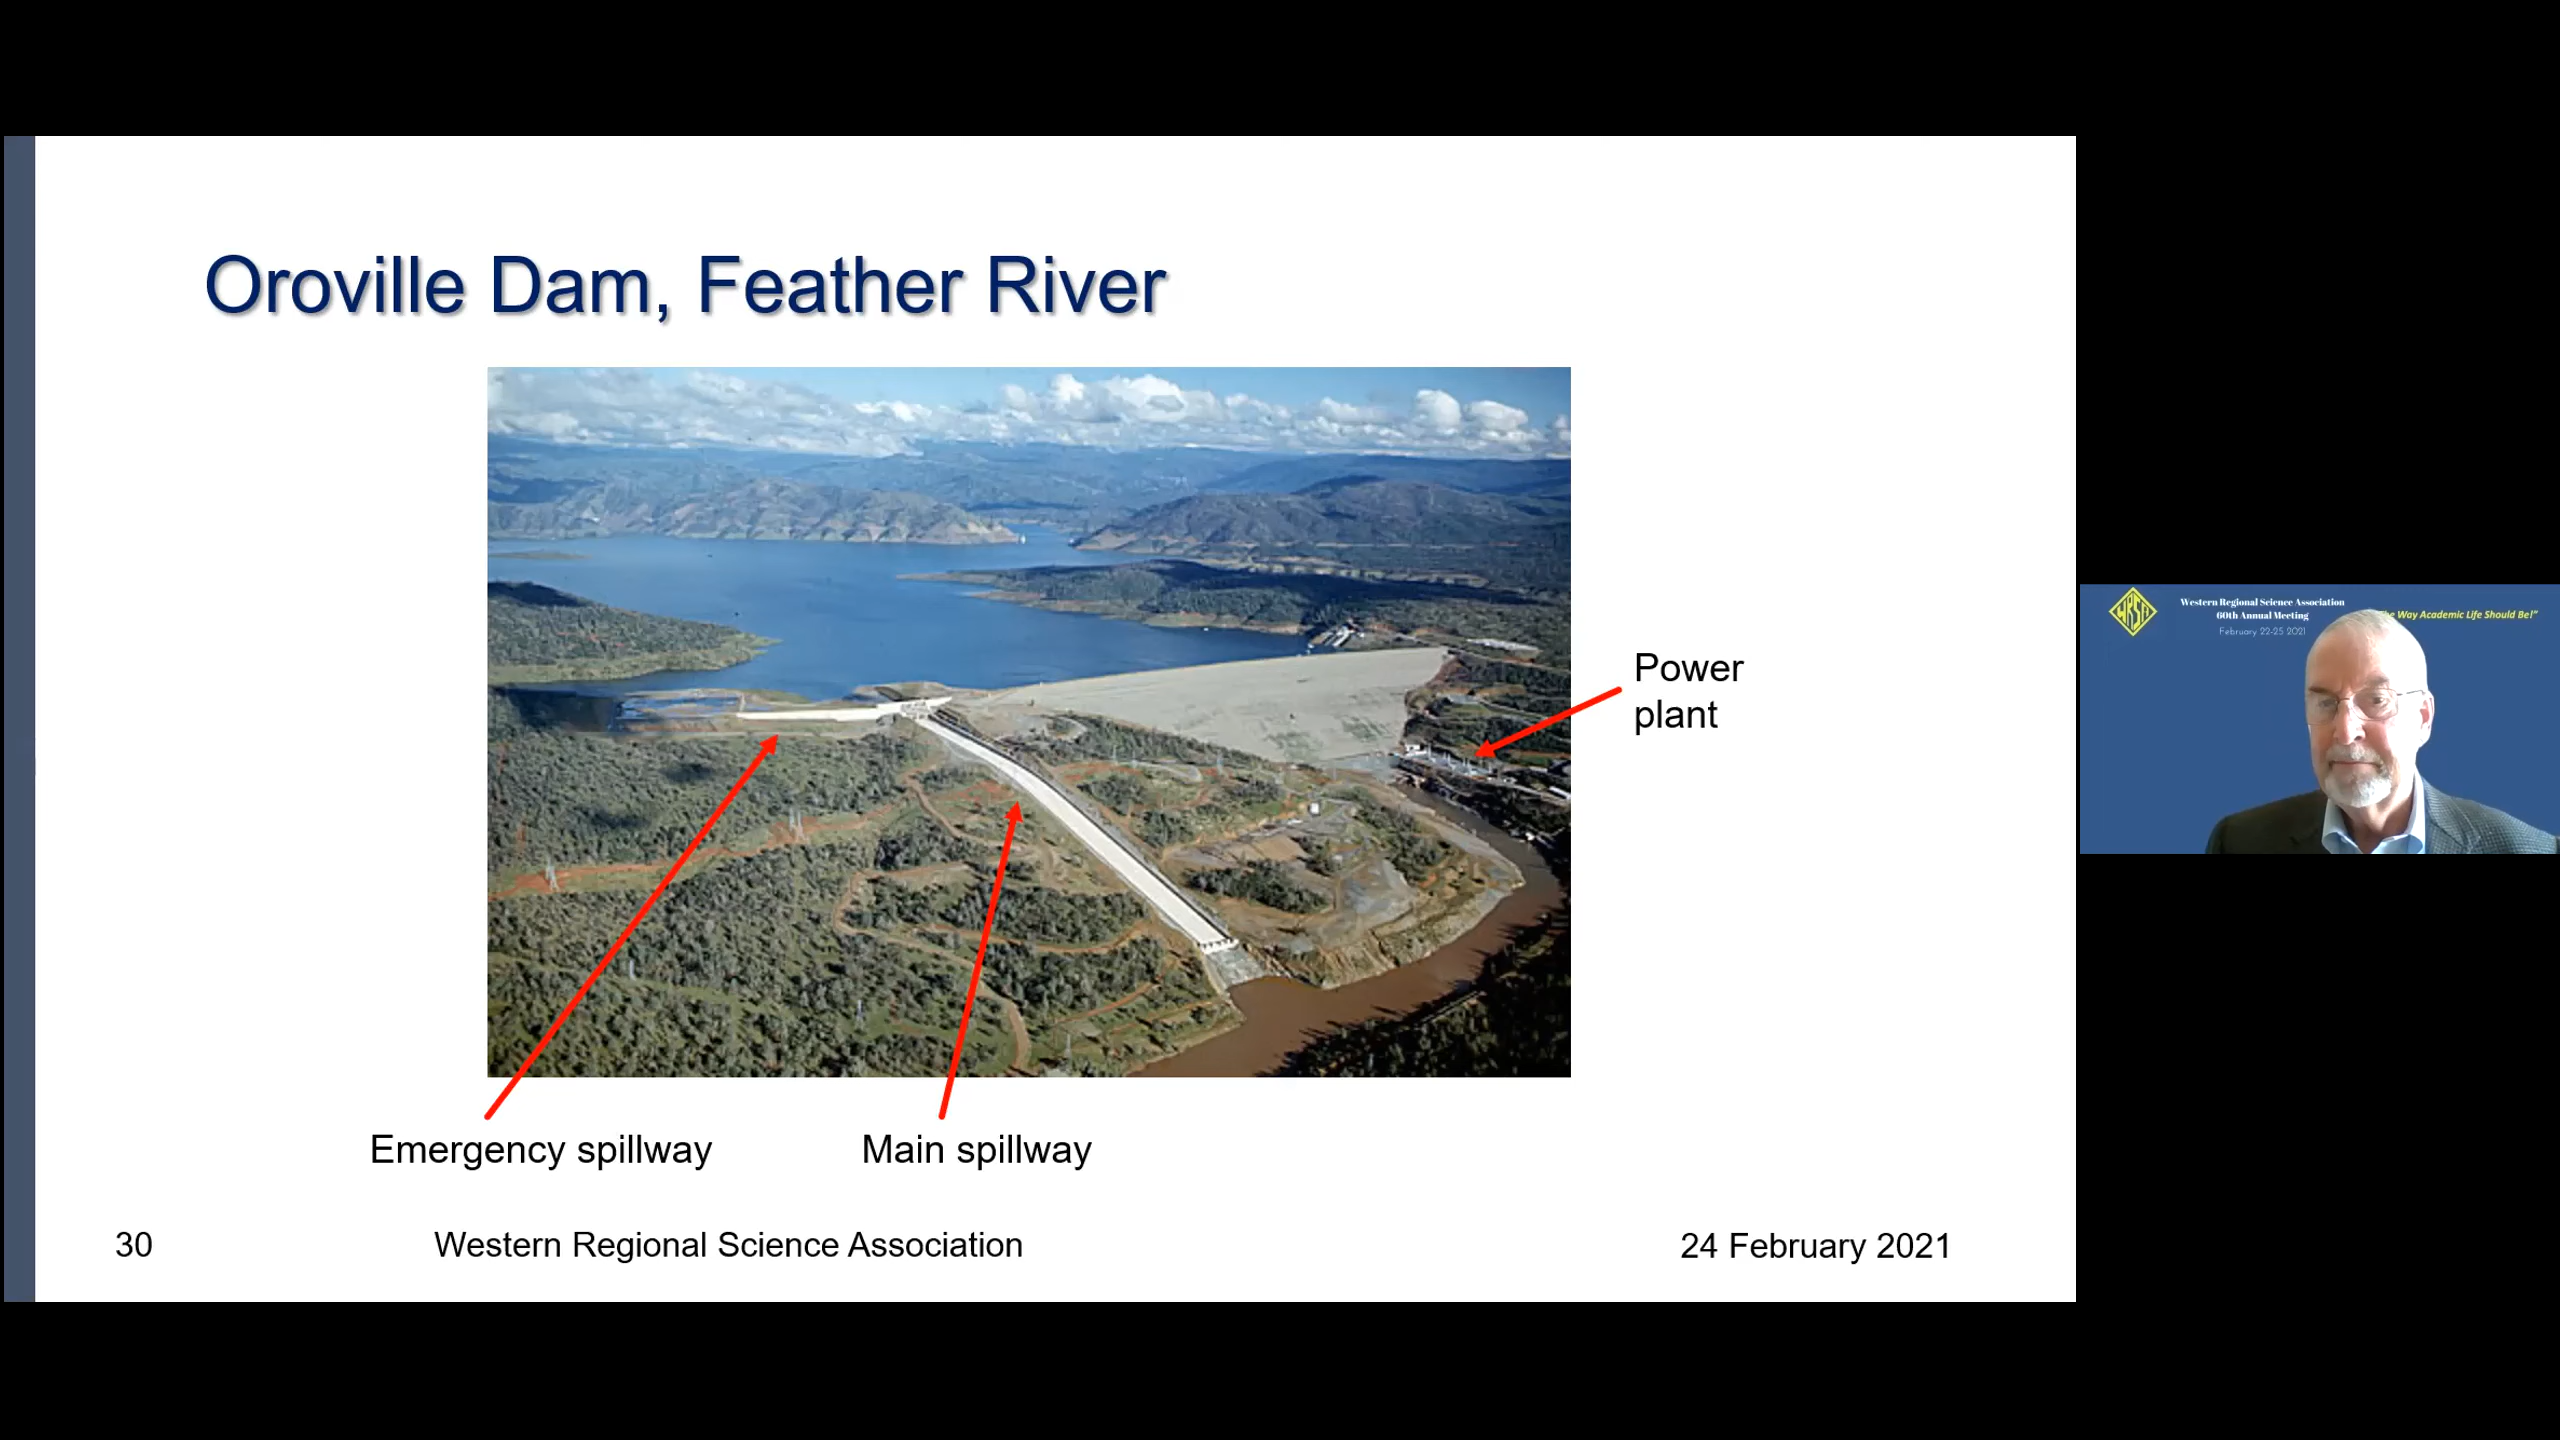 Oroville Dam, Feather River
Power
plant
Emergency spillway
Main spillway
30
Western Regional Science Association
24 February 2021
WRSA
Western Regional Science Association
60th Annual Meeting
February 22-25 2021
Way Academic Life Should Be!"